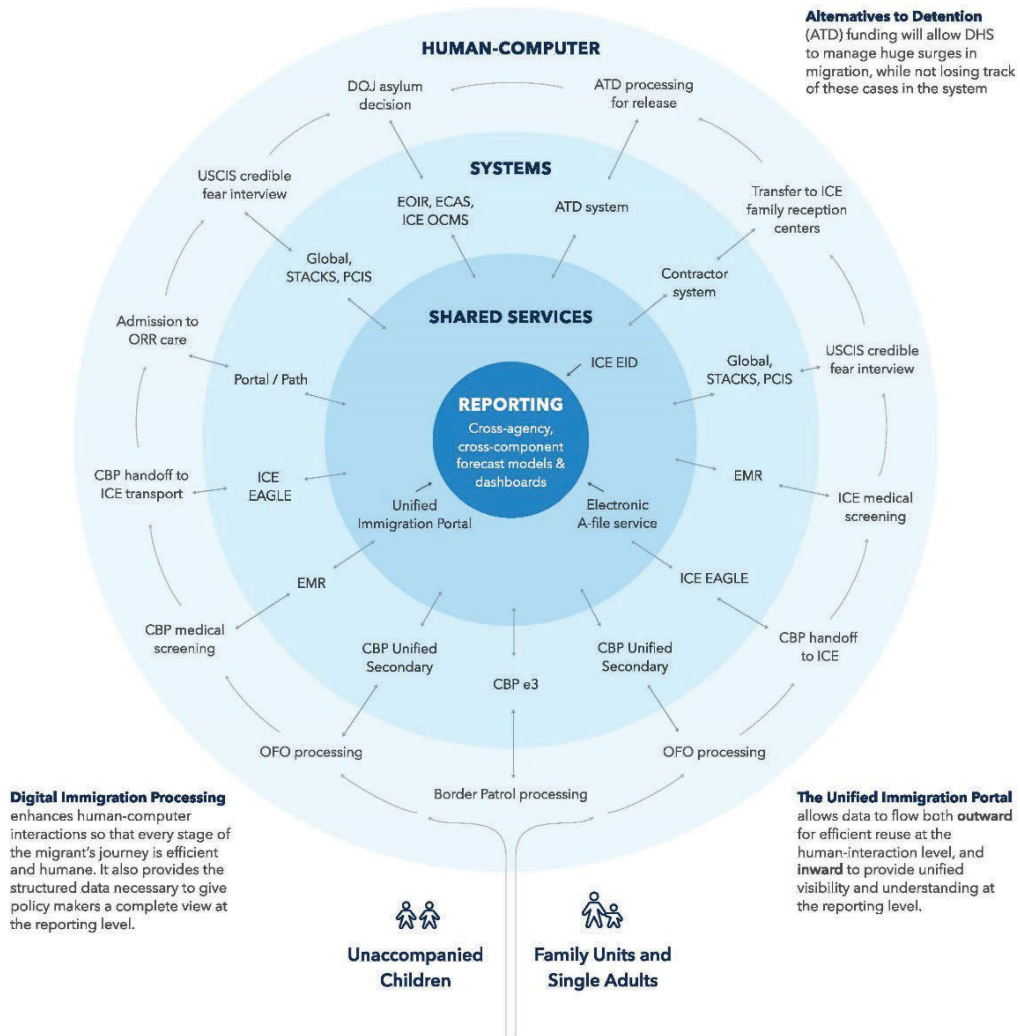 Alternatives to Detention
(ATD) funding will allow DHS
to manage huge surges in
migration, while not losing track
of these cases in the system
HUMAN-COMPUTER
DOJ asylum
decision
ATD processing
for release
USCIS credible
fear interview
Transfer to ICE
family reception
centers
SYSTEMS
EOIR, ECAS,
ICE OCMS
ATD system
Global,
STACKS, PCIS
Contractor
system
Admission to
ORR care
SHARED SERVICES
Portal / Path
ICE EID
Global,
STACKS, PCIS
USCIS credible
fear interview
REPORTING
Cross-agency,
cross-component
forecast models &
dashboards
CBP handoff to
ICE transport
ICE
EAGLE
EMR
ICE medical
screening
Unified
Immigration Portal
Electronic
A-file service
EMR
ICE EAGLE
CBP medical
screening
CBP handoff
to ICE
CBP Unified
Secondary
CBP e3
CBP Unified
Secondary
OFO processing
OFO processing
Border Patrol processing
Digital Immigration Processing
enhances human-computer
interactions so that every stage of
the migrant's journey is efficient
and humane. It also provides the
structured data necessary to give
policy makers a complete view at
the reporting level.
The Unified Immigration Portal
allows data to flow both outward
for efficient reuse at the
human-interaction level, and
inward to provide unified
visibility and understanding at
the reporting level.
Unaccompanied
Children
Family Units and
Single Adults